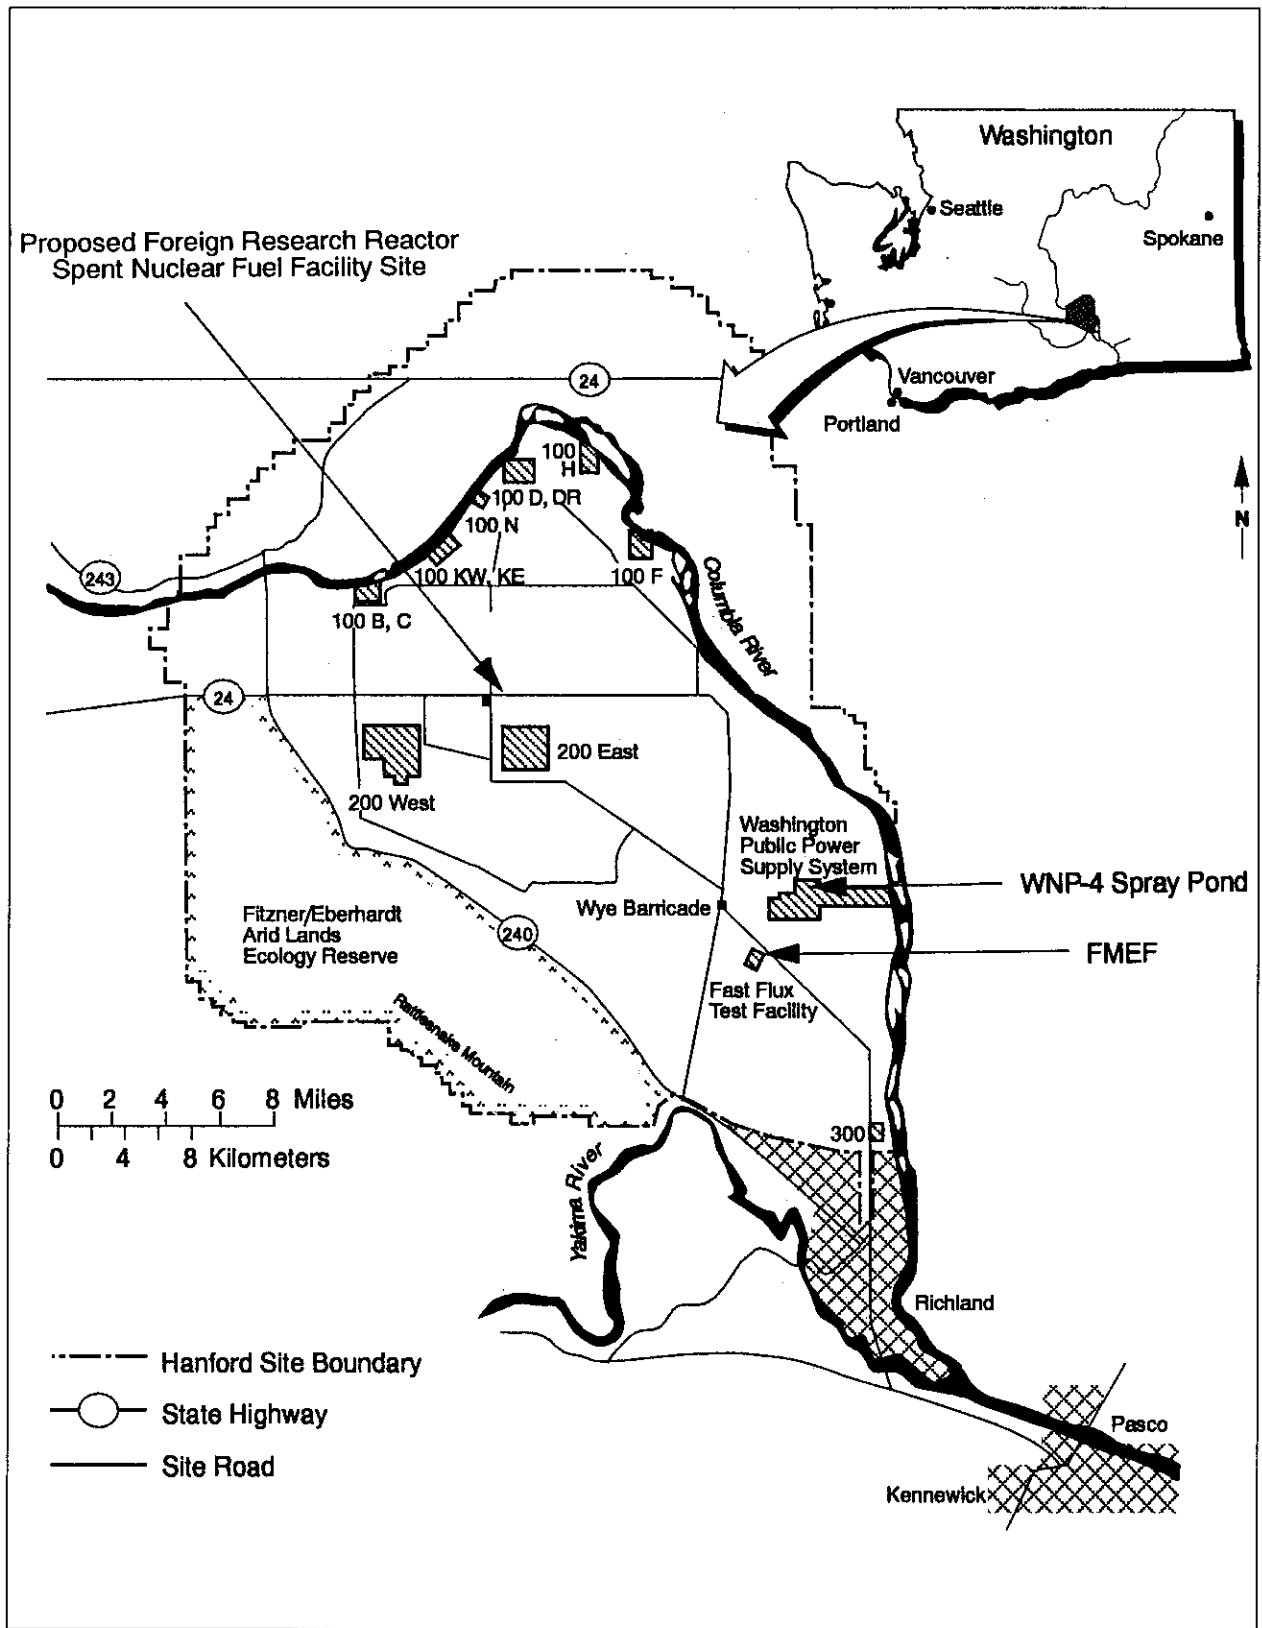 Washington
Seattle
Spokane
Vancouver
Portland
N
Proposed Foreign Research Reactor
Spent Nuclear Fuel Facility Site
24
100
H
100 D, DR
100 N
100 KW, KE
100 F
100 B, C
243
Columbia River
24
200 East
200 West
Washington
Public Power
Supply System
WNP-4 Spray Pond
Wye Barricade
FMEF
Fast Flux
Test Facility
Fitzner/Eberhardt
Arid Lands
Ecology Reserve
240
Rattlesnake Mountain
0 2 4 6 8 Miles
0 4 8 Kilometers
300
Yakima River
Richland
Hanford Site Boundary
State Highway
Site Road
Pasco
Kennewick